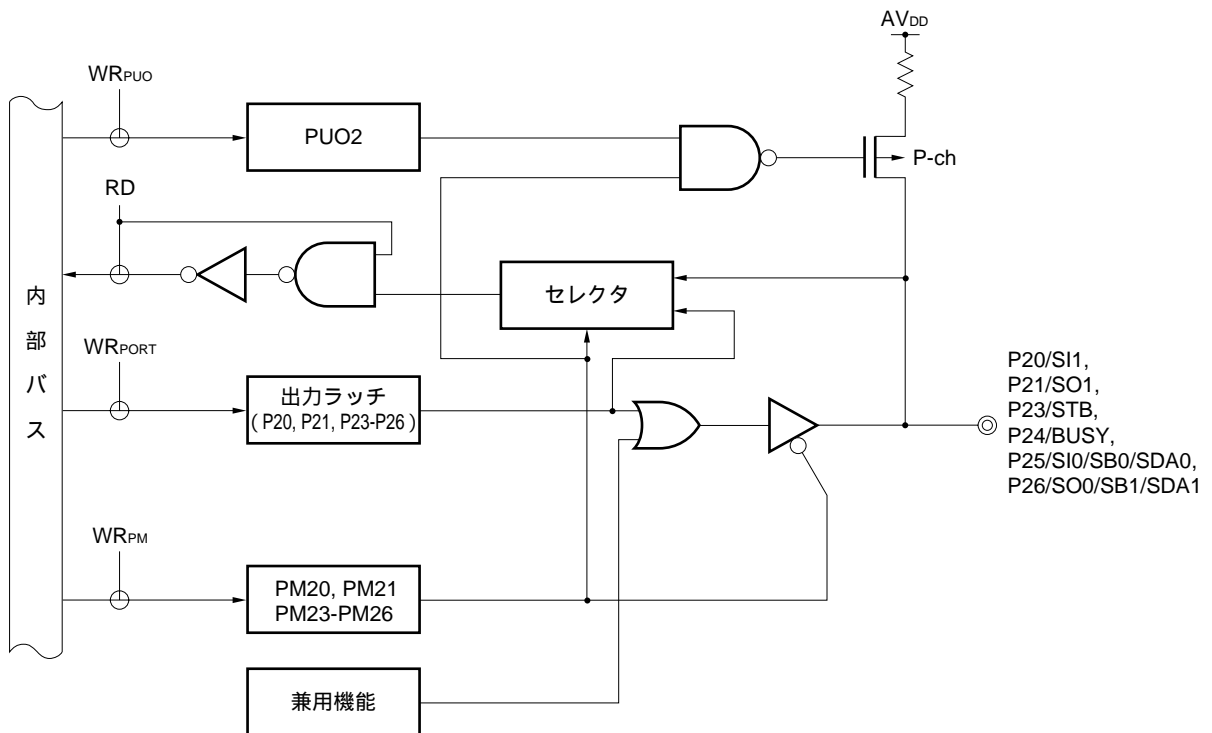 AVDD
WRPUO
PUO2
P-ch
RD
セレクタ
内部バス
WRPORT
出力ラッチ
(P20, P21, P23-P26)
P20/SI1,
P21/SO1,
P23/STB,
P24/BUSY,
P25/SI0/SB0/SDA0,
P26/SO0/SB1/SDA1
WRPM
PM20, PM21
PM23-PM26
兼用機能